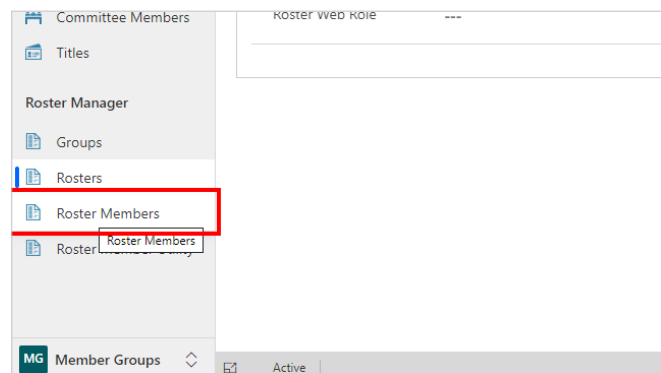 Committee Members
Roster Web Role
---
Titles
Roster Manager
Groups
Rosters
Roster Members
Roster Members
Roster Utility
MG Member Groups
Active